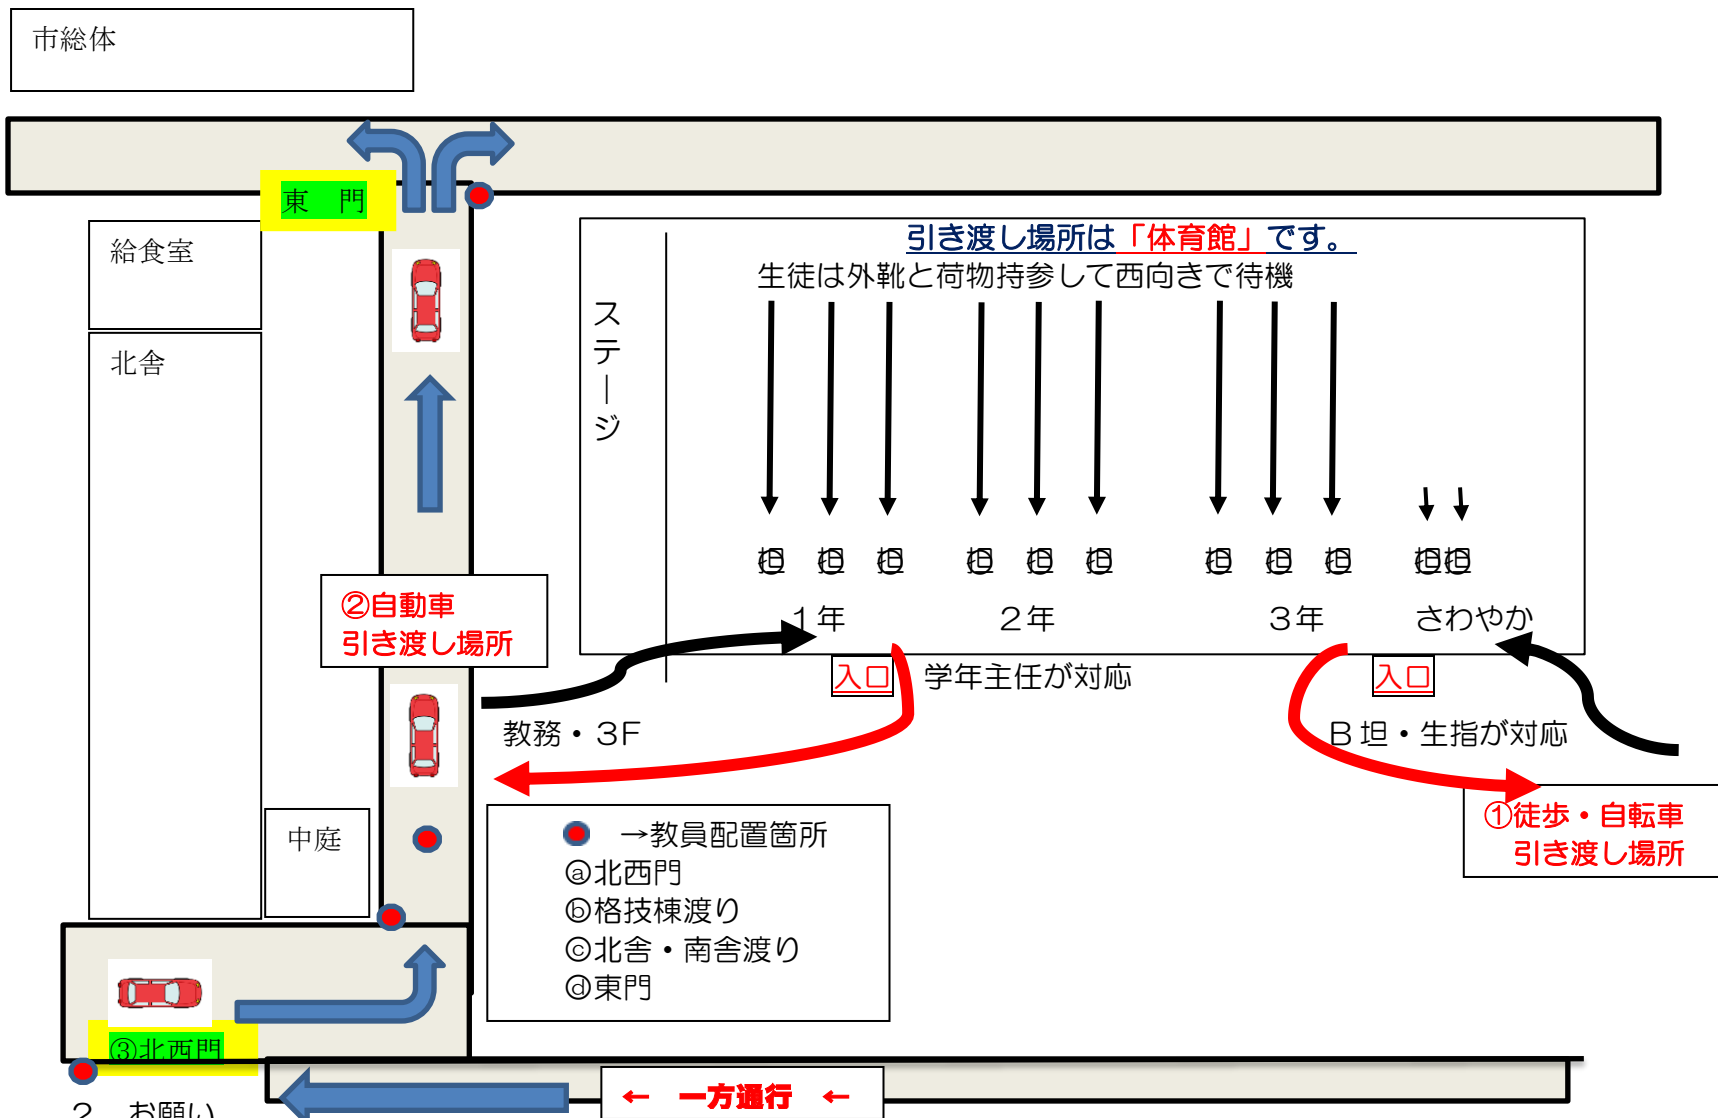 市総体
東　門
給食室
北舎
引き渡し場所は「体育館」です。
生徒は外靴と荷物持参して西向きで待機
ステージ
担 担 担 担 担 担 担 担 担 担担
１年
２年
３年
さわやか
②自動車
引き渡し場所
入口
学年主任が対応
入口
教務・３F
B坦・生指が対応
①徒歩・自転車
引き渡し場所
中庭
→教員配置箇所
ⓐ北西門
ⓑ格技棟渡り
ⓒ北舎・南舎渡り
ⓓ東門
③北西門
← 一方通行 ←
２　お願い